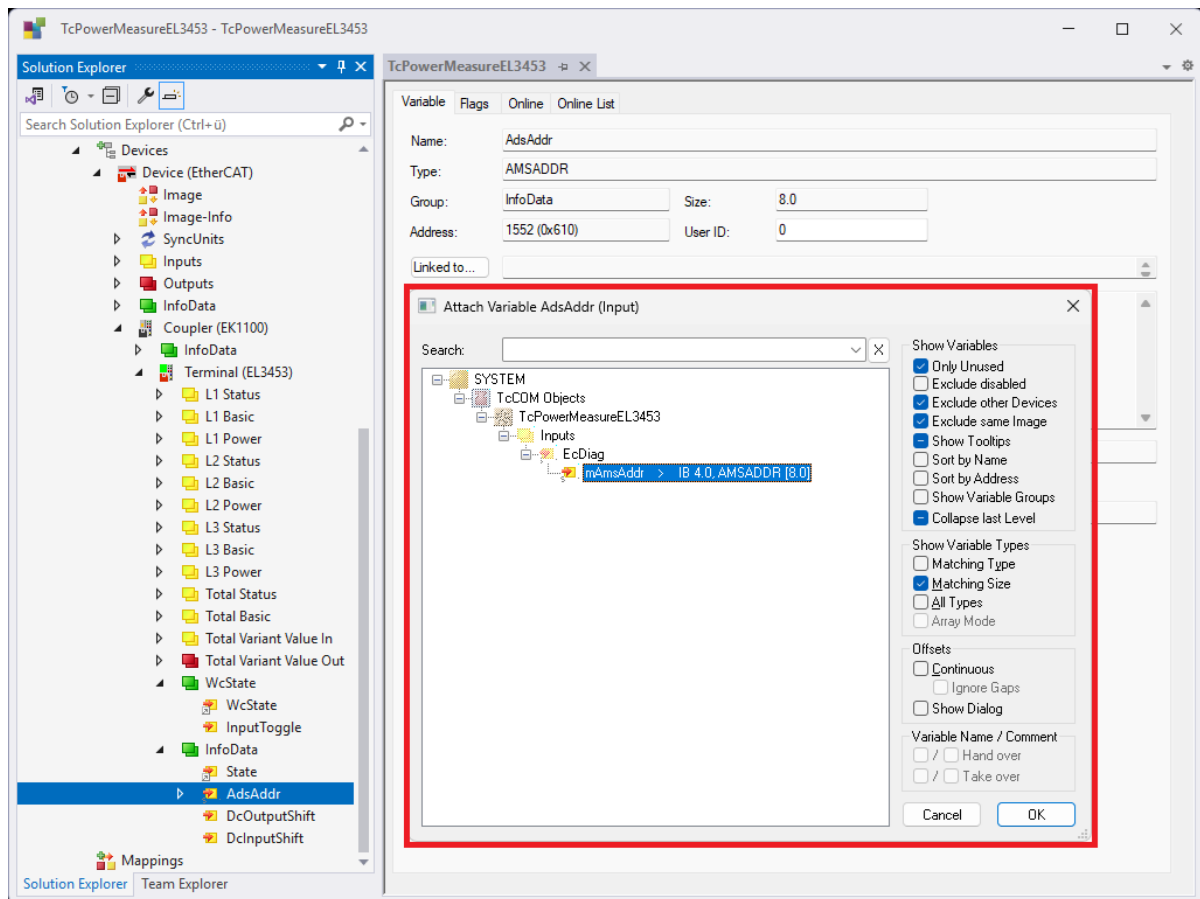 TcPowerMeasureEL3453 - TcPowerMeasureEL3453
Solution Explorer
Search Solution Explorer (Ctrl+ü)
Devices
Device (EtherCAT)
Image
Image-Info
SyncUnits
Inputs
Outputs
InfoData
Coupler (EK1100)
InfoData
Terminal (EL3453)
L1 Status
L1 Basic
L1 Power
L2 Status
L2 Basic
L2 Power
L3 Status
L3 Basic
L3 Power
Total Status
Total Basic
Total Variant Value In
Total Variant Value Out
WcState
WcState
InputToggle
InfoData
State
AdsAddr
DcOutputShift
DcInputShift
Mappings
Solution Explorer Team Explorer
TcPowerMeasureEL3453
Variable Flags Online Online List
Name: AdsAddr
Type: AMSADDR
Group: InfoData Size: 8.0
Address: 1552 (0x610) User ID: 0
Linked to...
Attach Variable AdsAddr (Input)
Search: X
SYSTEM
TcCOM Objects
TcPowerMeasureEL3453
Inputs
EcDiag
mAmsAddr > IB 4.0, AMSADDR [8.0]
Show Variables
Only Unused
Exclude disabled
Exclude other Devices
Exclude same Image
Show Tooltips
Sort by Name
Sort by Address
Show Variable Groups
Collapse last Level
Show Variable Types
Matching Type
Matching Size
All Types
Array Mode
Offsets
Continuous
Ignore Gaps
Show Dialog
Variable Name / Comment
/ Hand over
/ Take over
Cancel OK